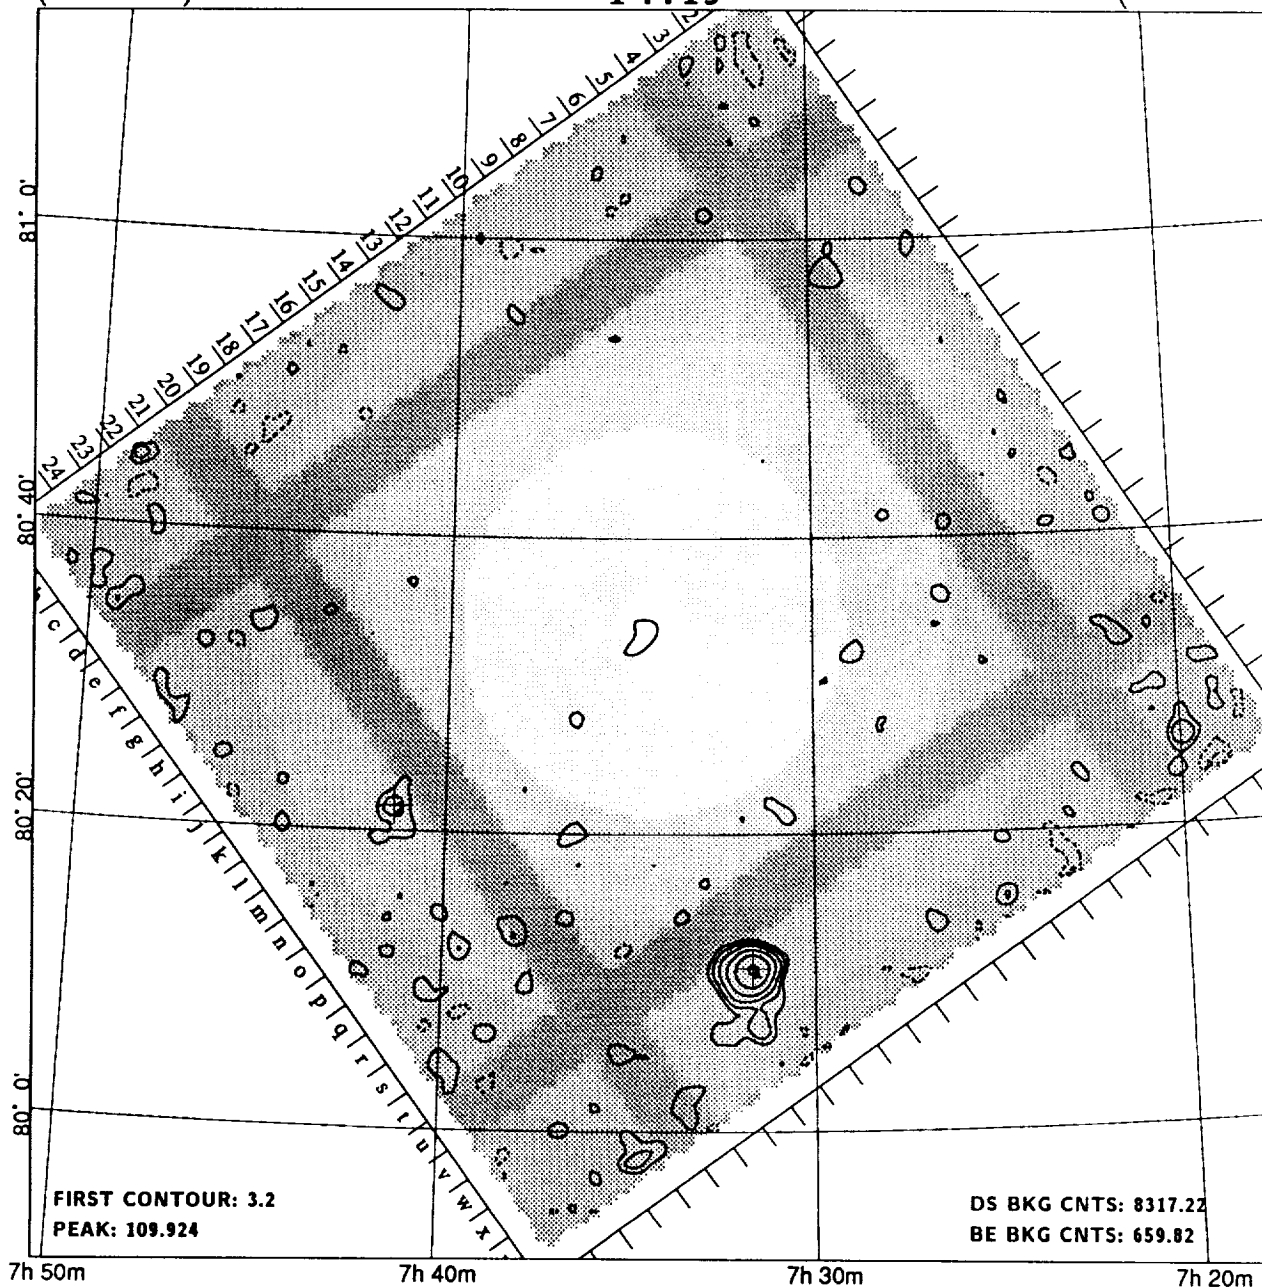 2
3
4
5
6
7
8
9
10
11
12
13
14
15
16
17
18
19
20
21
22
23
24
81° 0'
80° 40'
80° 20'
80° 0'
c
d
e
f
g
h
i
j
k
l
m
n
o
p
q
r
s
t
u
v
w
x
FIRST CONTOUR: 3.2
PEAK: 109.924
DS BKG CNTS: 8317.22
BE BKG CNTS: 659.82
7h 50m 7h 40m 7h 30m 7h 20m